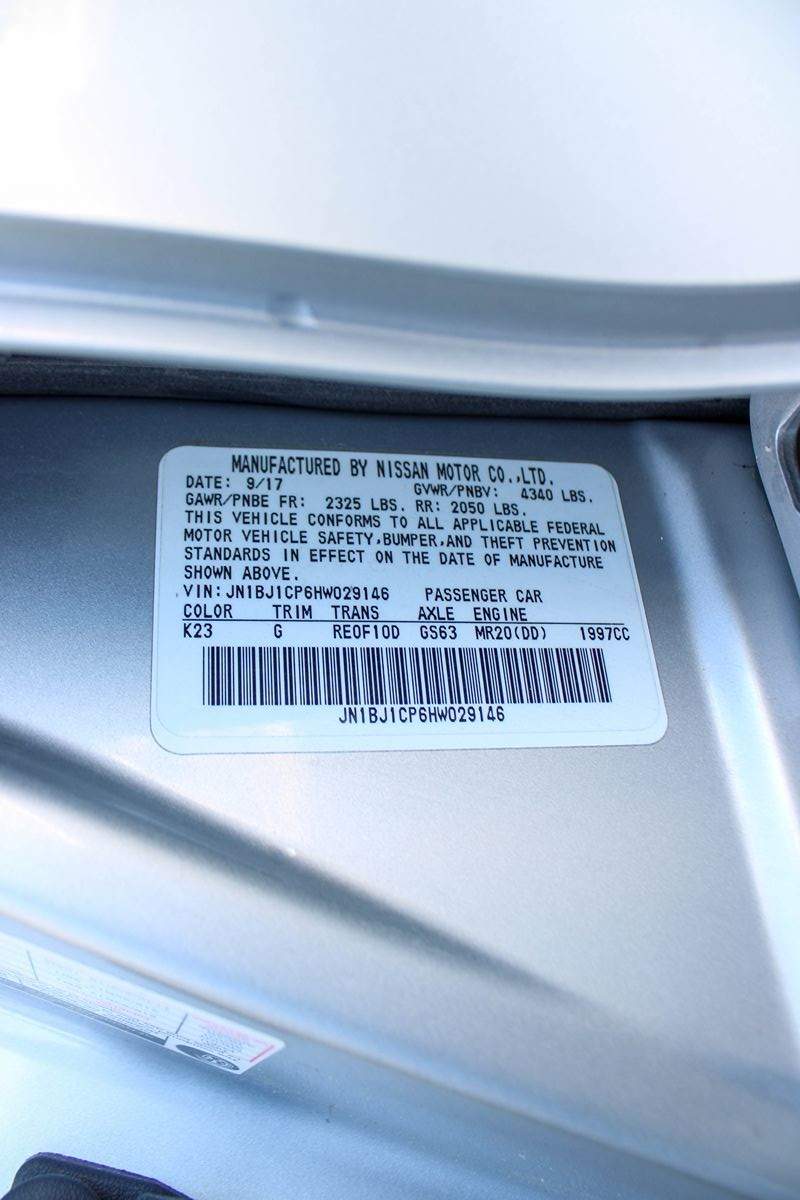 MANUFACTURED BY NISSAN MOTOR CO.,LTD.
DATE: 9/17 GVWR/PNBV: 4340 LBS.
GAWR/PNBE FR: 2325 LBS. RR: 2050 LBS.
THIS VEHICLE CONFORMS TO ALL APPLICABLE FEDERAL
MOTOR VEHICLE SAFETY,BUMPER,AND THEFT PREVENTION
STANDARDS IN EFFECT ON THE DATE OF MANUFACTURE
SHOWN ABOVE.
VIN:JN1BJ1CP6HW029146 PASSENGER CAR
COLOR TRIM TRANS AXLE ENGINE
K23 G RE0F10D GS63 MR20(DD) 1997CC
JN1BJ1CP6HW029146